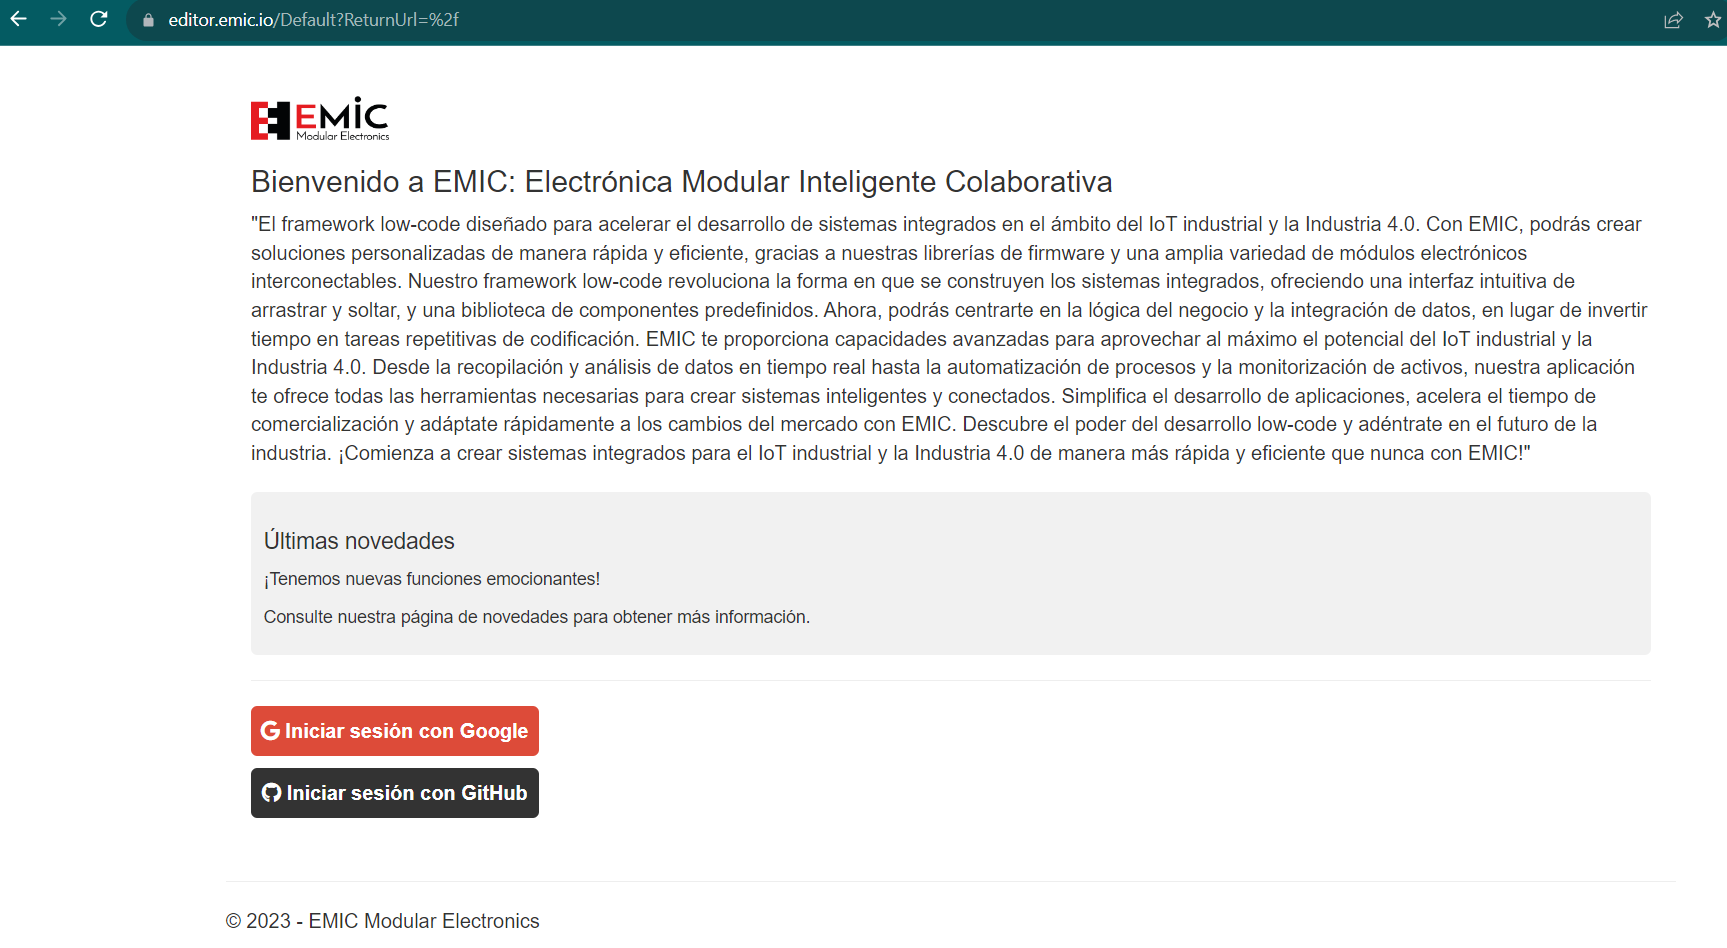 editor.emic.io/Default?ReturnUrl=%2f
EMIC
Modular Electronics
Bienvenido a EMIC: Electrónica Modular Inteligente Colaborativa
"El framework low-code diseñado para acelerar el desarrollo de sistemas integrados en el ámbito del IoT industrial y la Industria 4.0. Con EMIC, podrás crear
soluciones personalizadas de manera rápida y eficiente, gracias a nuestras librerías de firmware y una amplia variedad de módulos electrónicos
interconectables. Nuestro framework low-code revoluciona la forma en que se construyen los sistemas integrados, ofreciendo una interfaz intuitiva de
arrastrar y soltar, y una biblioteca de componentes predefinidos. Ahora, podrás centrarte en la lógica del negocio y la integración de datos, en lugar de invertir
tiempo en tareas repetitivas de codificación. EMIC te proporciona capacidades avanzadas para aprovechar al máximo el potencial del IoT industrial y la
Industria 4.0. Desde la recopilación y análisis de datos en tiempo real hasta la automatización de procesos y la monitorización de activos, nuestra aplicación
te ofrece todas las herramientas necesarias para crear sistemas inteligentes y conectados. Simplifica el desarrollo de aplicaciones, acelera el tiempo de
comercialización y adáptate rápidamente a los cambios del mercado con EMIC. Descubre el poder del desarrollo low-code y adéntrate en el futuro de la
industria. ¡Comienza a crear sistemas integrados para el IoT industrial y la Industria 4.0 de manera más rápida y eficiente que nunca con EMIC!"
Últimas novedades
¡Tenemos nuevas funciones emocionantes!
Consulte nuestra página de novedades para obtener más información.
Iniciar sesión con Google
Iniciar sesión con GitHub
© 2023 - EMIC Modular Electronics